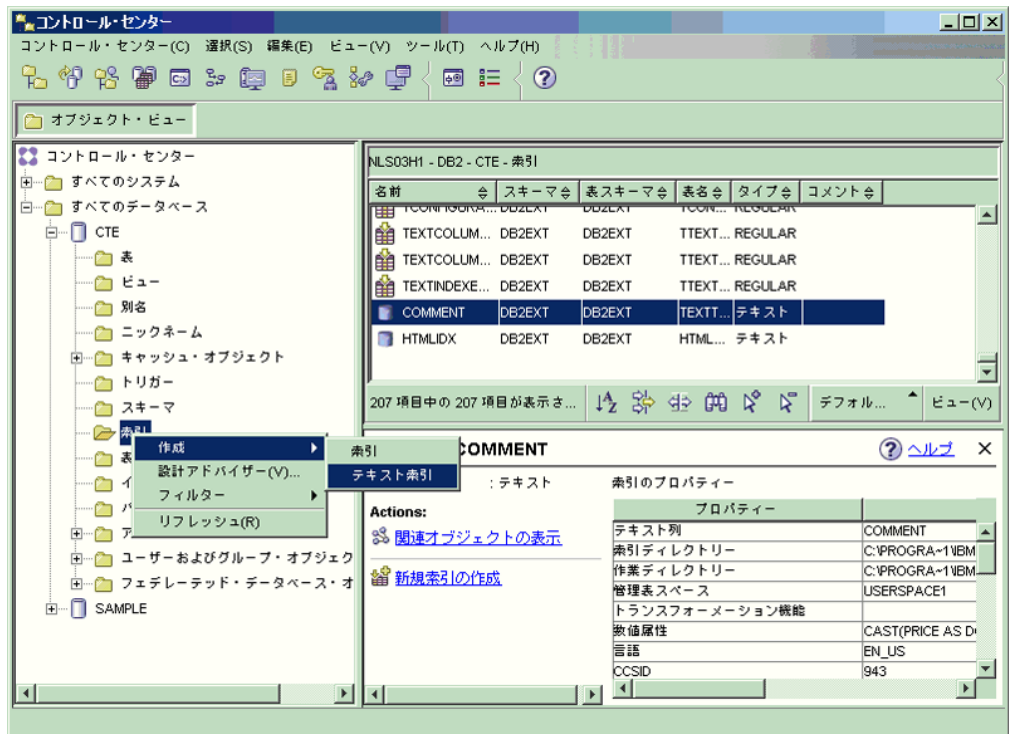 コントロール・センター
コントロール・センター(C) 選択(S) 編集(E) ビュー(V) ツール(T) ヘルプ(H)
オブジェクト・ビュー
コントロール・センター
すべてのシステム
すべてのデータベース
CTE
表
ビュー
別名
ニックネーム
キャッシュ・オブジェクト
トリガー
スキーマ
索引
表
イ
バ
ア
ユーザーおよびグループ・オブジェク
フェデレーテッド・データベース・オ
SAMPLE
作成
設計アドバイザー(V)...
フィルター
リフレッシュ(R)
索引
テキスト索引
NLS03H1 - DB2 - CTE - 索引
名前 スキーマ 表スキーマ 表名 タイプ コメント
TCONFIGURA... DB2EXT DB2EXT TCON... REGULAR
TEXTCOLUM... DB2EXT DB2EXT TTEXT... REGULAR
TEXTCOLUM... DB2EXT DB2EXT TTEXT... REGULAR
TEXTINDEXE... DB2EXT DB2EXT TTEXT... REGULAR
COMMENT DB2EXT DB2EXT TEXTT... テキスト
HTMLIDX DB2EXT DB2EXT HTML... テキスト
207 項目中の 207 項目が表示さ... デフォル... ビュー(V)
COMMENT ヘルプ
: テキスト
Actions:
関連オブジェクトの表示
新規索引の作成
索引のプロパティー
プロパティー
テキスト列 COMMENT
索引ディレクトリー C:\PROGRA~1\IBM
作業ディレクトリー C:\PROGRA~1\IBM
管理表スペース USERSPACE1
トランスフォーメーション機能
数値属性 CAST(PRICE AS D
言語 EN_US
CCSID 943